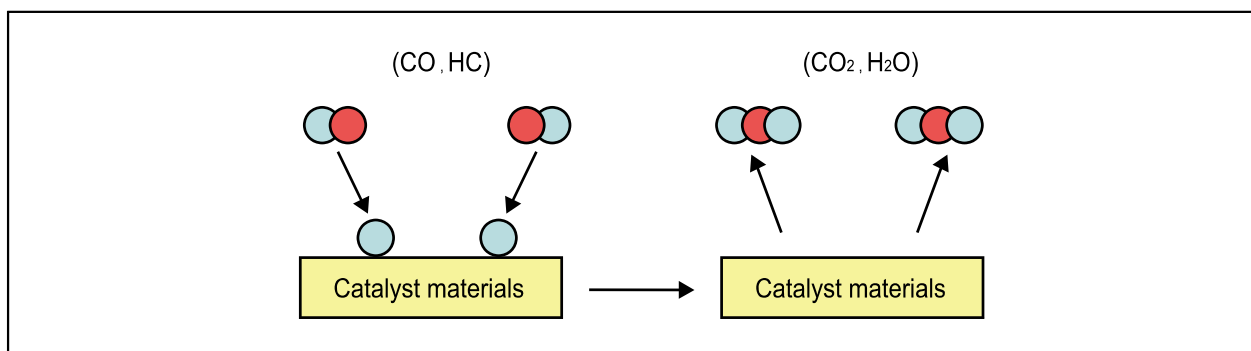 (CO , HC)
(CO₂ , H₂O)
Catalyst materials
Catalyst materials